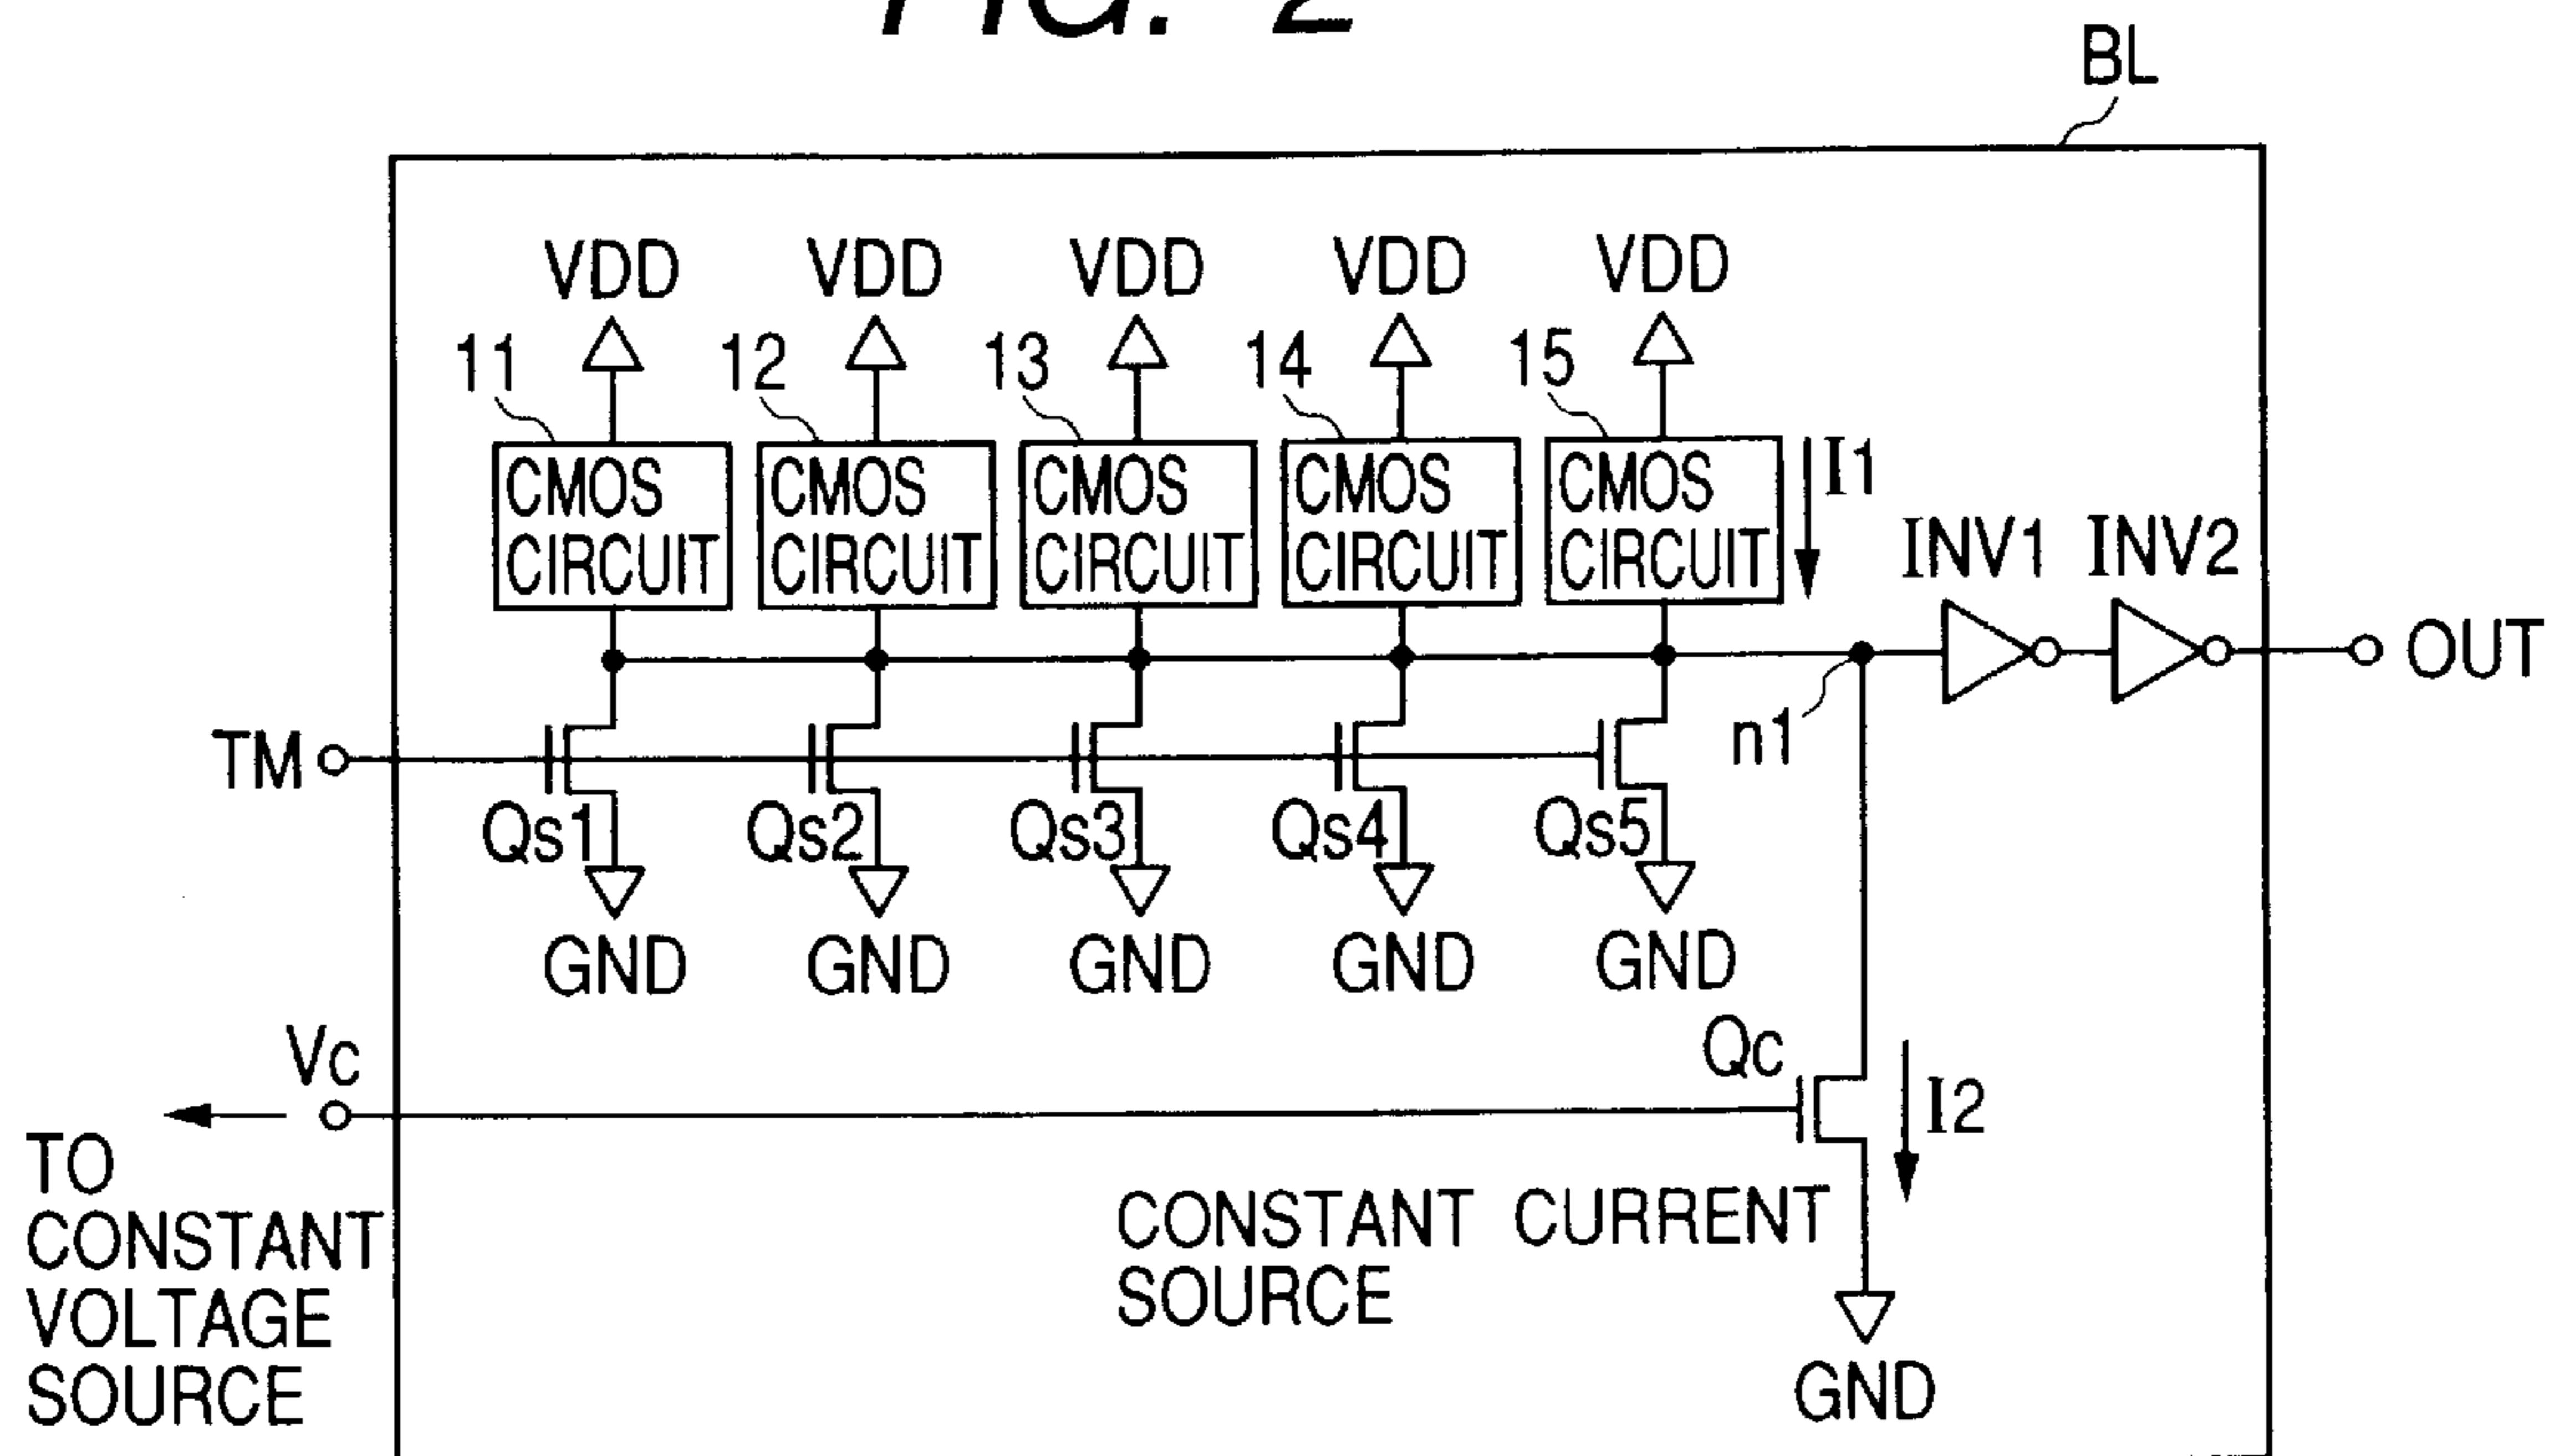 FIG. 2
BL
VDD VDD VDD VDD VDD
11 12 13 14 15
CMOS CIRCUIT
CMOS CIRCUIT
CMOS CIRCUIT
CMOS CIRCUIT
CMOS CIRCUIT
I1
INV1 INV2
OUT
n1
TM
Qs1 Qs2 Qs3 Qs4 Qs5
GND GND GND GND GND
Vc
Qc
I2
TO
CONSTANT
VOLTAGE
SOURCE
CONSTANT CURRENT
SOURCE
GND